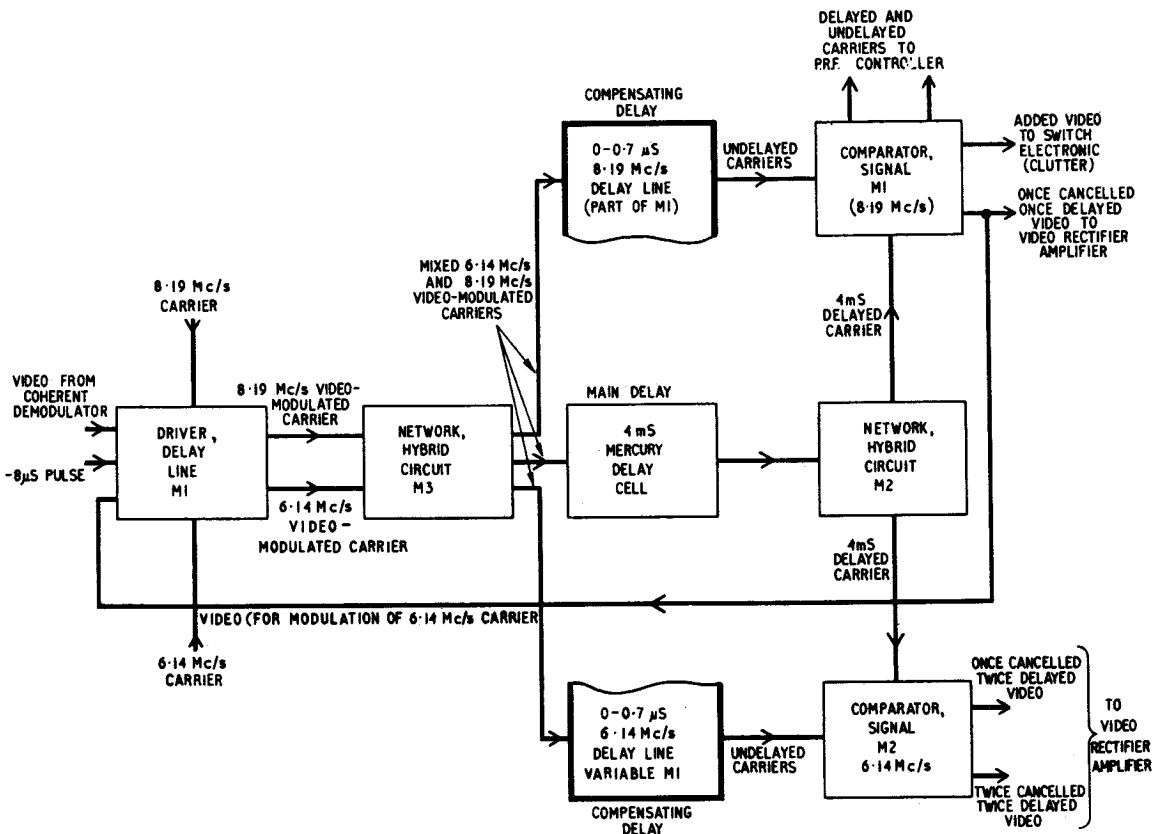 DELAYED AND
UNDELAYED
CARRIERS TO
P.R.F. CONTROLLER
COMPENSATING
DELAY
0-0·7 µS
8·19 Mc/s
DELAY LINE
(PART OF M1)
UNDELAYED
CARRIERS
COMPARATOR,
SIGNAL
M1
(8·19 Mc/s)
ADDED VIDEO
TO SWITCH
ELECTRONIC
(CLUTTER)
ONCE CANCELLED
ONCE DELAYED
VIDEO TO
VIDEO RECTIFIER
AMPLIFIER
MIXED 6·14 Mc/s
AND 8·19 Mc/s
VIDEO-MODULATED
CARRIERS
8·19 Mc/s
CARRIER
4mS
DELAYED
CARRIER
VIDEO FROM
COHERENT
DEMODULATOR
-8µS PULSE
DRIVER,
DELAY
LINE
M1
8·19 Mc/s VIDEO-
MODULATED
CARRIER
6·14 Mc/s
VIDEO-
MODULATED CARRIER
NETWORK,
HYBRID
CIRCUIT
M3
MAIN DELAY
4mS
MERCURY
DELAY
CELL
NETWORK,
HYBRID
CIRCUIT
M2
4mS
DELAYED
CARRIER
VIDEO (FOR MODULATION OF 6·14 Mc/s CARRIER
6·14 Mc/s
CARRIER
0-0·7 µS
6·14 Mc/s
DELAY LINE
VARIABLE M1
COMPENSATING
DELAY
UNDELAYED
CARRIERS
COMPARATOR,
SIGNAL
M2
6·14 Mc/s
ONCE CANCELLED
TWICE DELAYED
VIDEO
TWICE CANCELLED
TWICE DELAYED
VIDEO
TO
VIDEO
RECTIFIER
AMPLIFIER